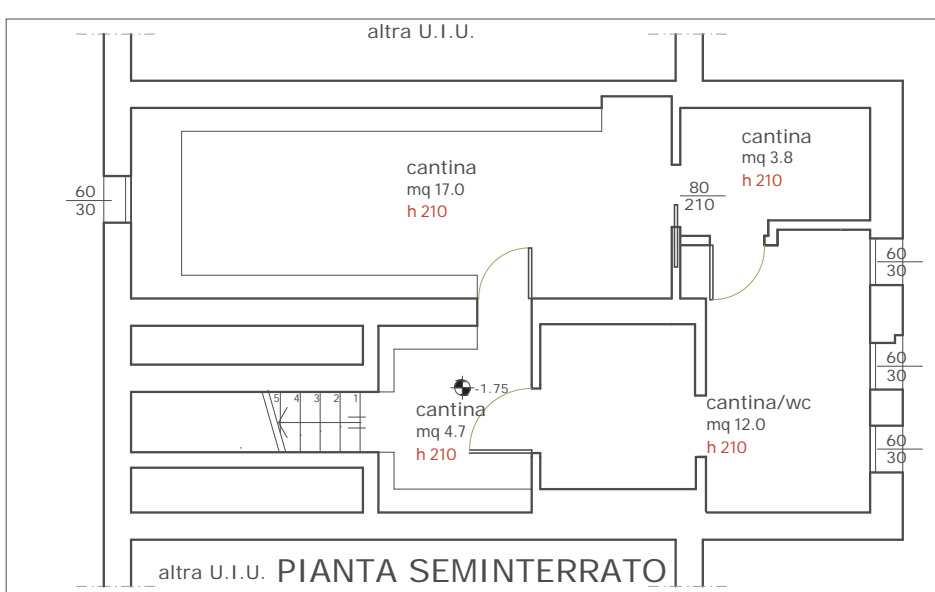 altra U.I.U.
cantina
mq 17.0
h 210
cantina
mq 3.8
h 210
80
210
60
30
60
30
-1.75
5 4 3 2 1
cantina
mq 4.7
h 210
cantina/wc
mq 12.0
h 210
60
30
60
30
altra U.I.U. PIANTA SEMINTERRATO